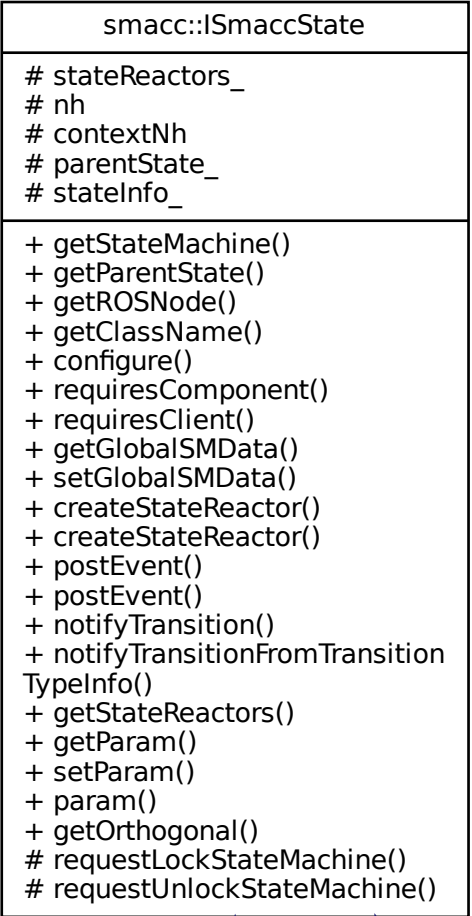 smacc::ISmaccState
# stateReactors_
# nh
# contextNh
# parentState_
# stateInfo_
+ getStateMachine()
+ getParentState()
+ getROSNode()
+ getClassName()
+ configure()
+ requiresComponent()
+ requiresClient()
+ getGlobalSMData()
+ setGlobalSMData()
+ createStateReactor()
+ createStateReactor()
+ postEvent()
+ postEvent()
+ notifyTransition()
+ notifyTransitionFromTransition
TypeInfo()
+ getStateReactors()
+ getParam()
+ setParam()
+ param()
+ getOrthogonal()
# requestLockStateMachine()
# requestUnlockStateMachine()